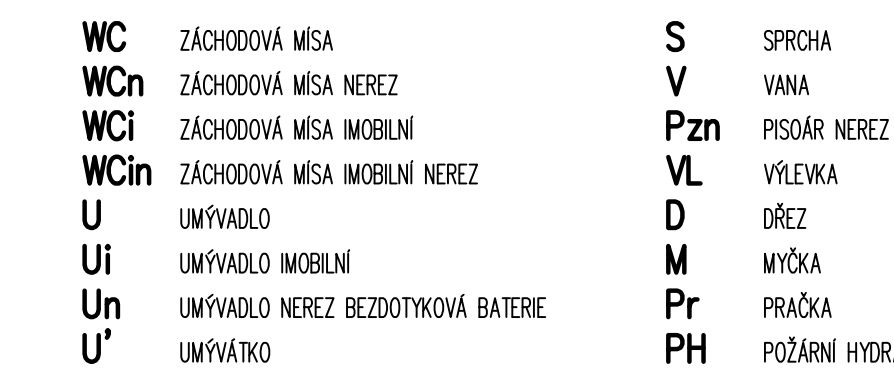 WC ZÁCHODOVÁ MÍSA
WCn ZÁCHODOVÁ MÍSA NEREZ
WCi ZÁCHODOVÁ MÍSA IMOBILNÍ
WCin ZÁCHODOVÁ MÍSA IMOBILNÍ NEREZ
U UMÝVADLO
Ui UMÝVADLO IMOBILNÍ
Un UMÝVADLO NEREZ BEZDOTYKOVÁ BATERIE
U' UMÝVÁTKO
S SPRCHA
V VANA
Pzn PISOÁR NEREZ
VL VÝLEVKA
D DŘEZ
M MYČKA
Pr PRAČKA
PH POŽÁRNÍ